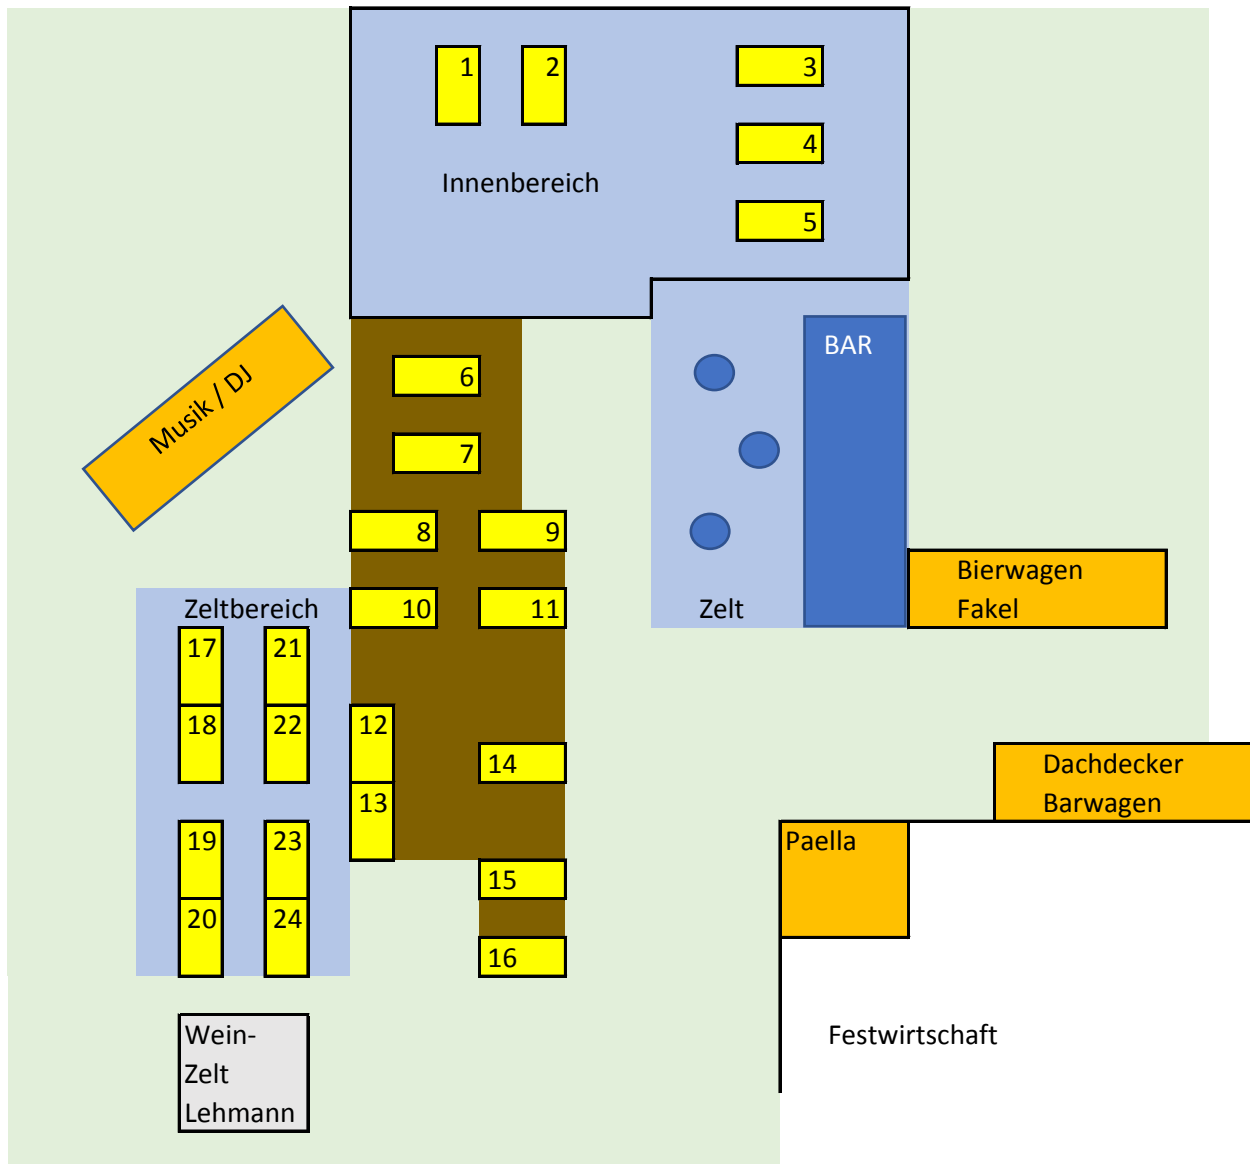 1
2
3
4
Innenbereich
5
BAR
Musik / DJ
6
7
8
9
Bierwagen
Fakel
Zeltbereich
10
11
Zelt
17
21
18
22
12
14
Dachdecker
Barwagen
13
19
23
Paella
15
20
24
16
Wein-
Zelt
Lehmann
Festwirtschaft